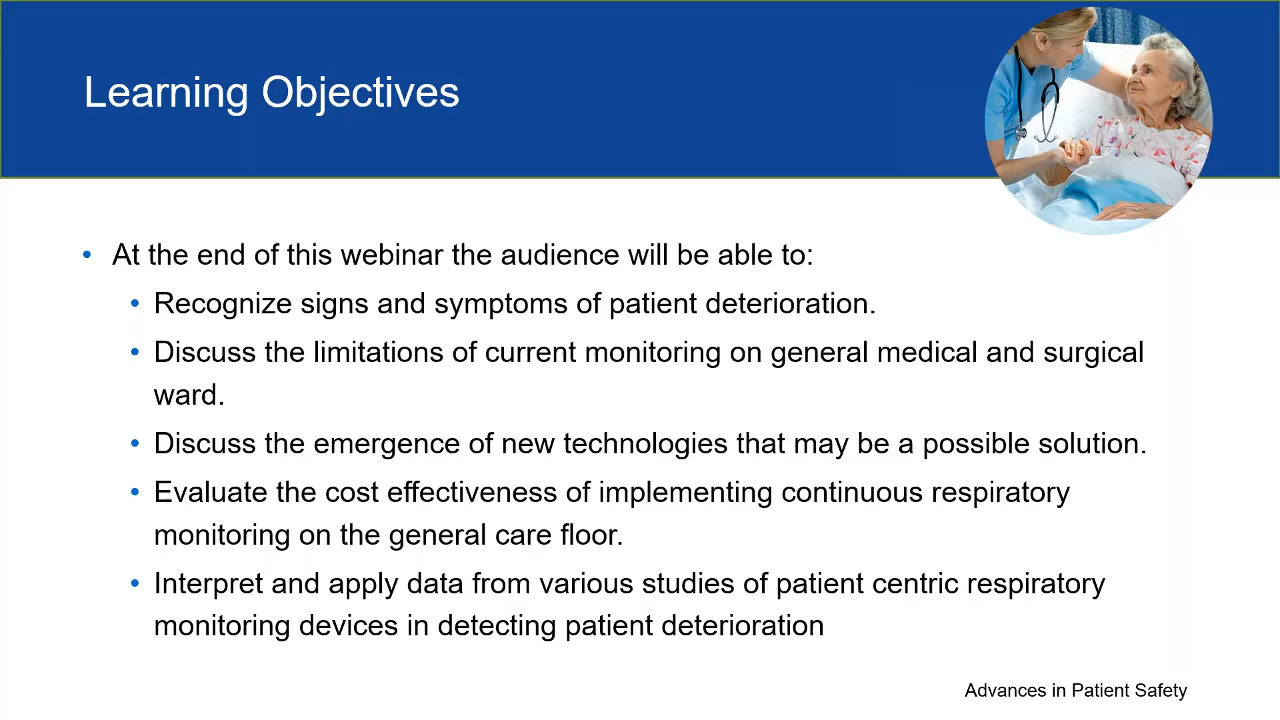 Learning Objectives
• At the end of this webinar the audience will be able to:
• Recognize signs and symptoms of patient deterioration.
• Discuss the limitations of current monitoring on general medical and surgical
ward.
• Discuss the emergence of new technologies that may be a possible solution.
• Evaluate the cost effectiveness of implementing continuous respiratory
monitoring on the general care floor.
• Interpret and apply data from various studies of patient centric respiratory
monitoring devices in detecting patient deterioration
Advances in Patient Safety